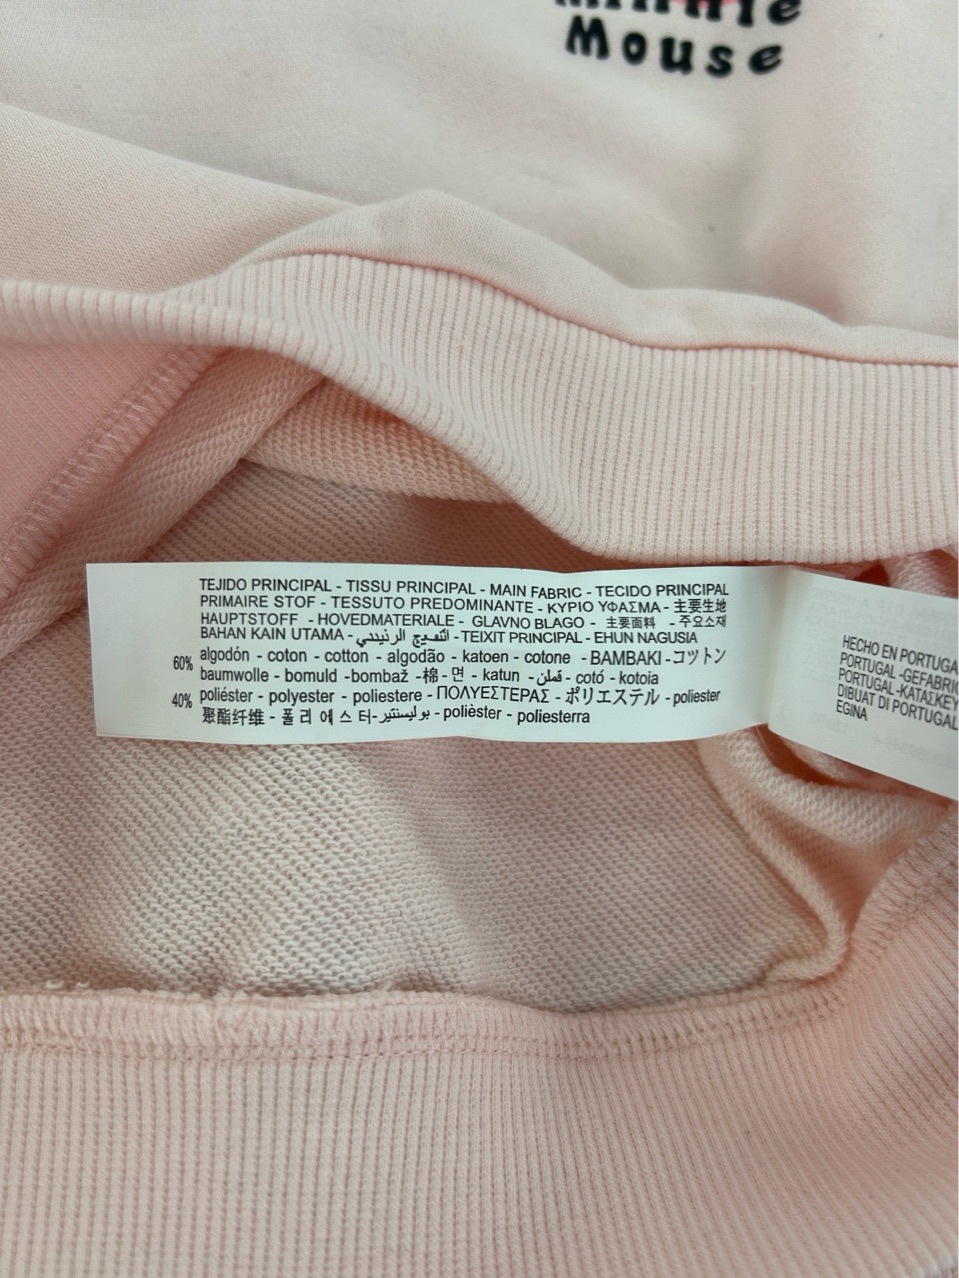 Minnie
Mouse
TEJIDO PRINCIPAL - TISSU PRINCIPAL - MAIN FABRIC - TECIDO PRINCIPAL
PRIMAIRE STOF - TESSUTO PREDOMINANTE - ΚΥΡΙΟ ΥΦΑΣΜΑ - 主要生地
HAUPTSTOFF - HOVEDMATERIALE - GLAVNO BLAGO - 主要面料 - 주요소재
BAHAN KAIN UTAMA - النسيج الرئيسي -TEIXIT PRINCIPAL - EHUN NAGUSIA
60% algodón - coton - cotton - algodão - katoen - cotone - BAMBAKI -コットン
baumwolle - bomuld -bombaž -棉- 면 - katun -قطن - cotó - kotoia
40% poliéster - polyester - poliestere - ΠΟΛΥΕΣΤΕΡΑΣ - ポリエステル - poliester
聚酯纤维 - 폴리에스터-بوليستير - polièster - poliesterra
HECHO EN PORTUGA
PORTUGAL -GEFABRIC
PORTUGAL -ΚΑΤΑΣΚΕΥ
DIBUAT DI PORTUGAL
EGINA